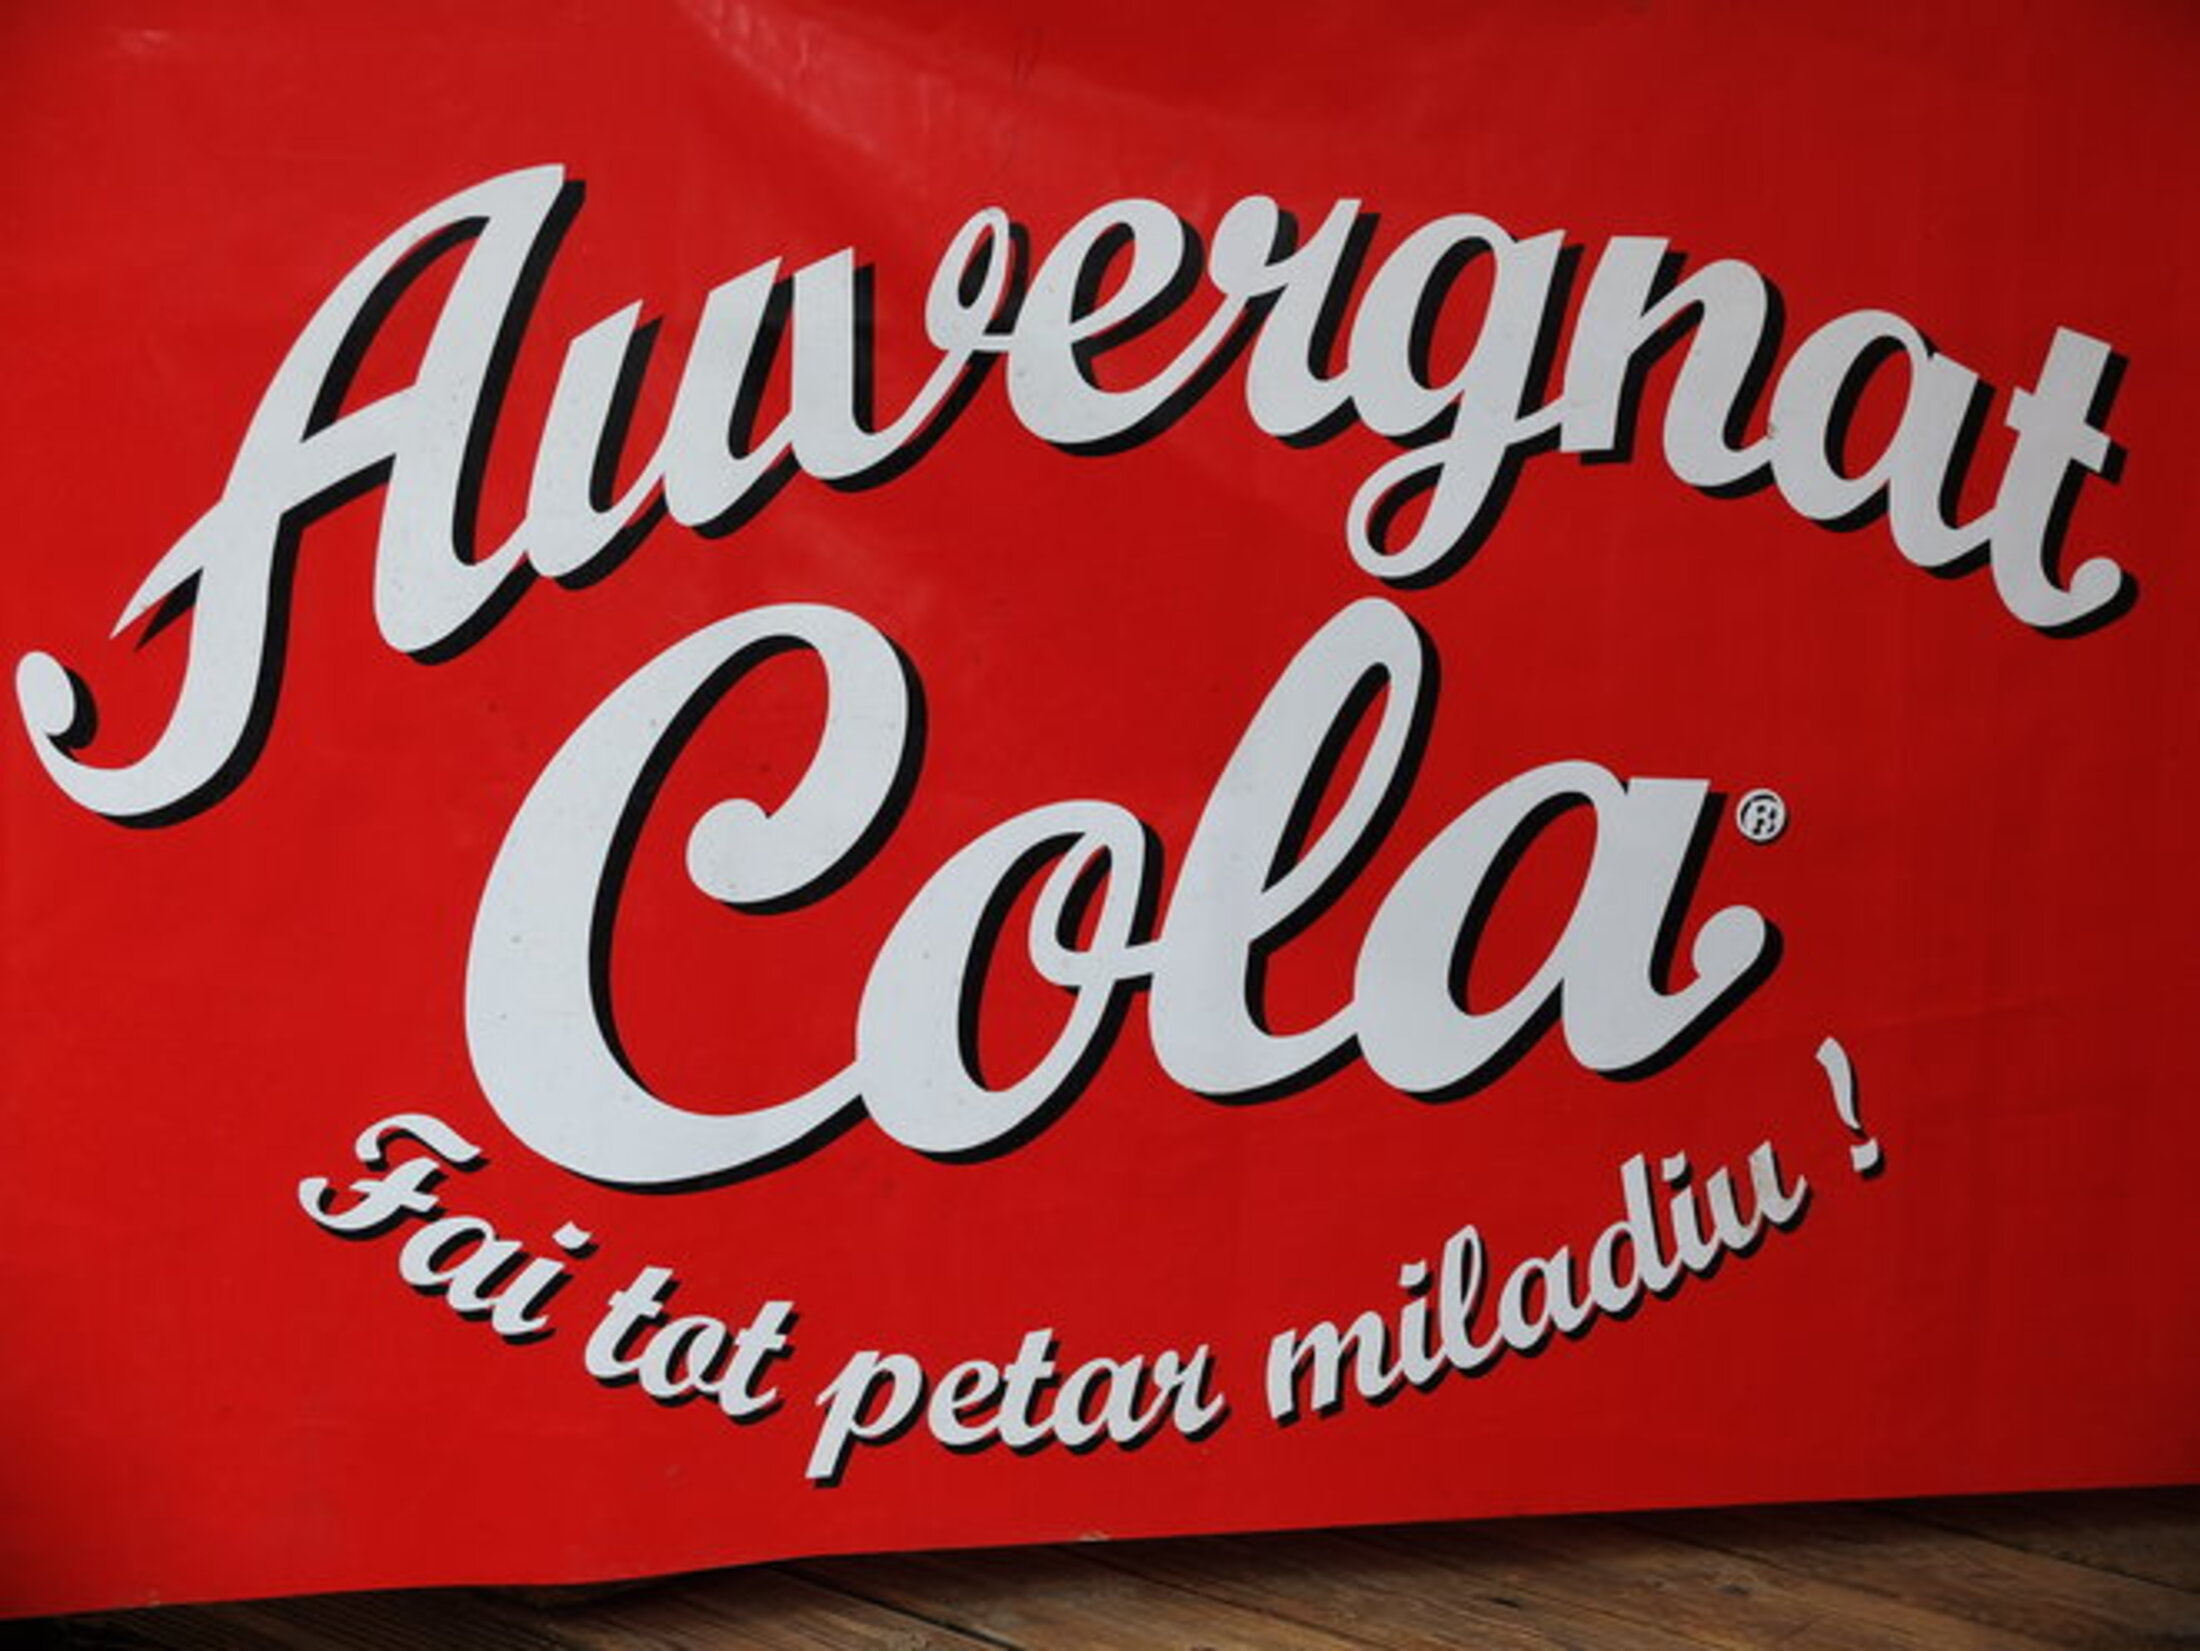 Auvergnat
Cola®
Fai tot petar miladiu !